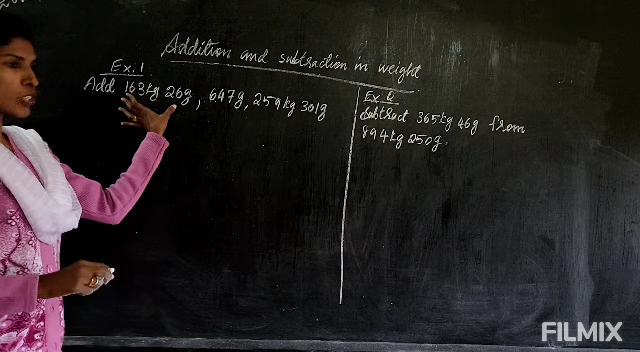 Addition and subtraction in weight
Ex.1
Add 163kg 26g, 647g, 259kg 301g
Ex.2
Subtract 365kg 46g from
894kg 250g.
FILMIX